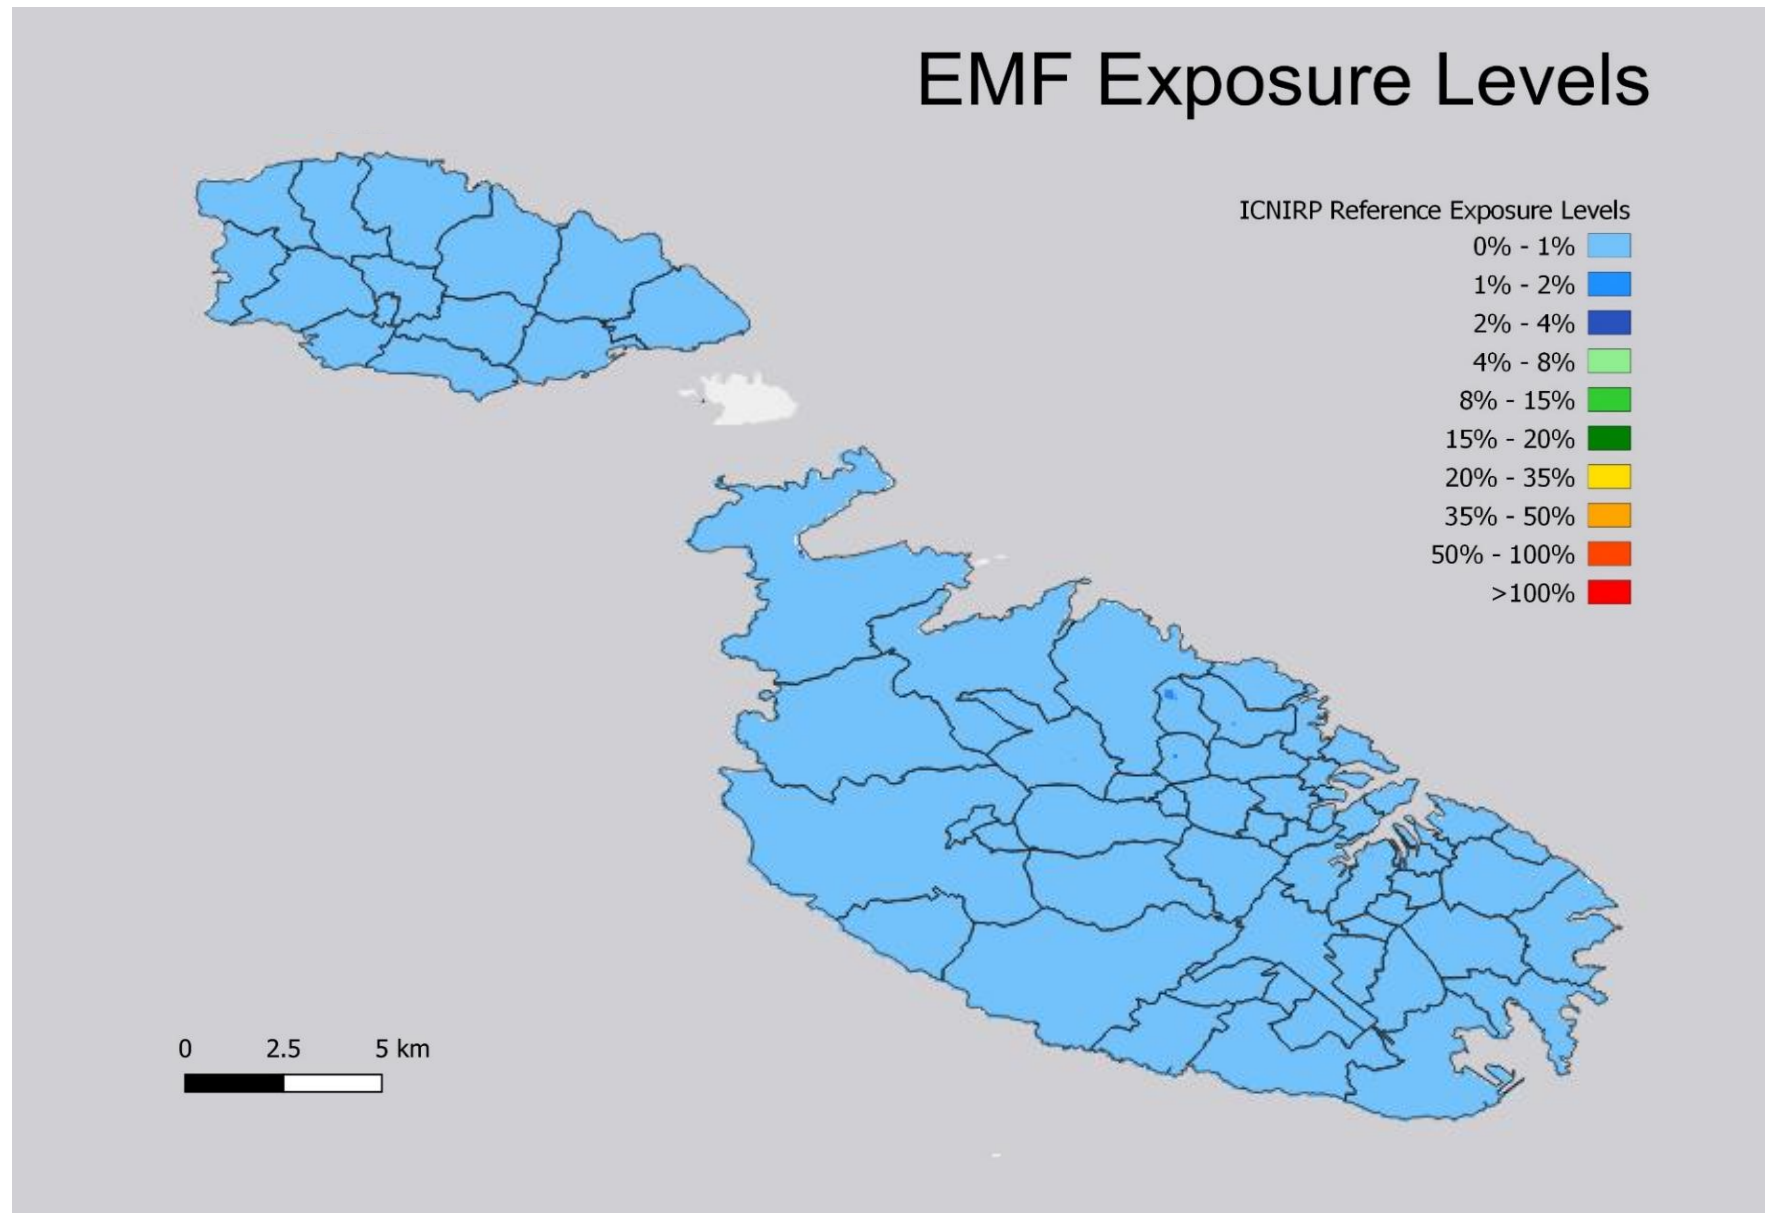 EMF Exposure Levels
ICNIRP Reference Exposure Levels
0% - 1%
1% - 2%
2% - 4%
4% - 8%
8% - 15%
15% - 20%
20% - 35%
35% - 50%
50% - 100%
>100%
0 2.5 5 km